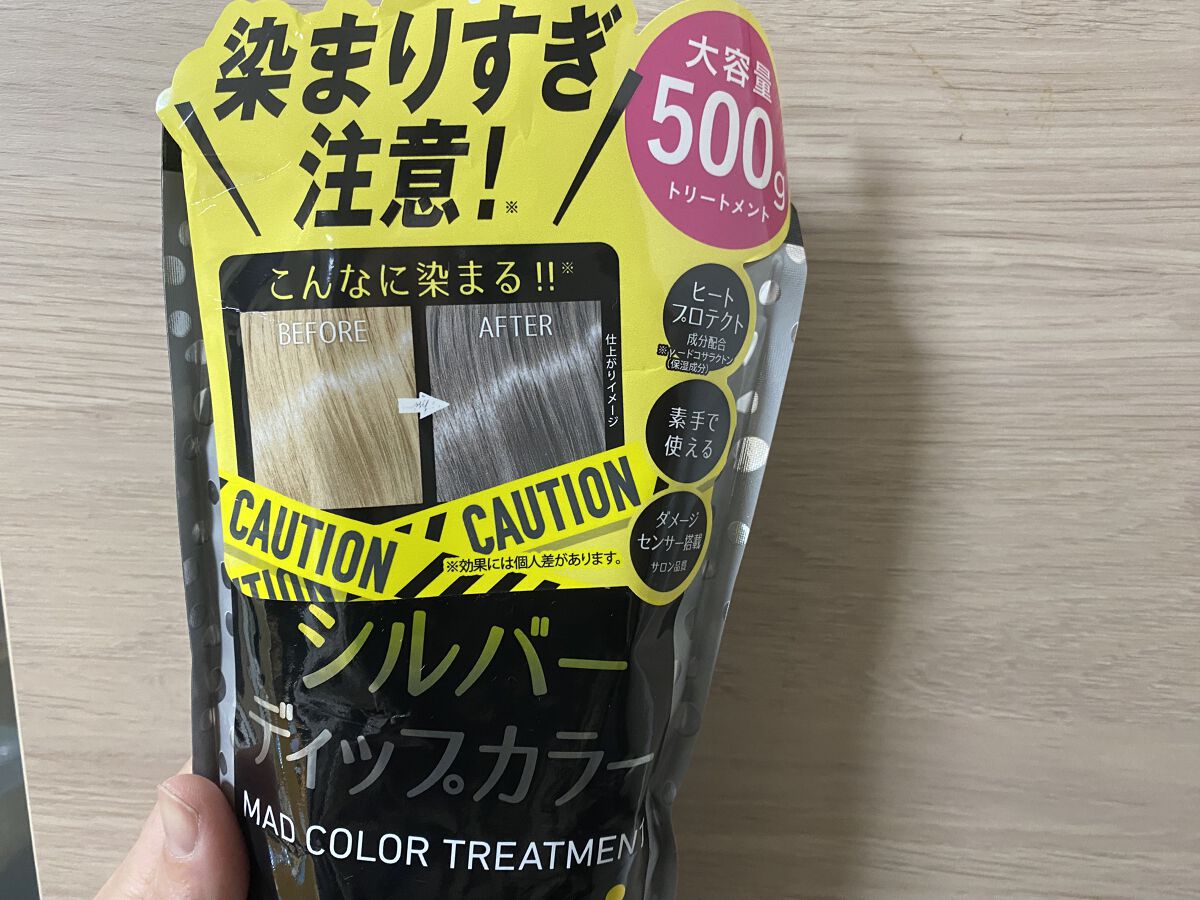 染まりすぎ
注意!※
大容量
500g
トリートメント
こんなに染まる!!※
BEFORE
AFTER
仕上がりイメージ
ヒート
プロテクト
成分配合
(保湿成分)
素手で
使える
ダメージ
センサー搭載
サロン品質
CAUTION
CAUTION
※効果には個人差があります。
シルバー
ディップカラー
MAD COLOR TREATMENT